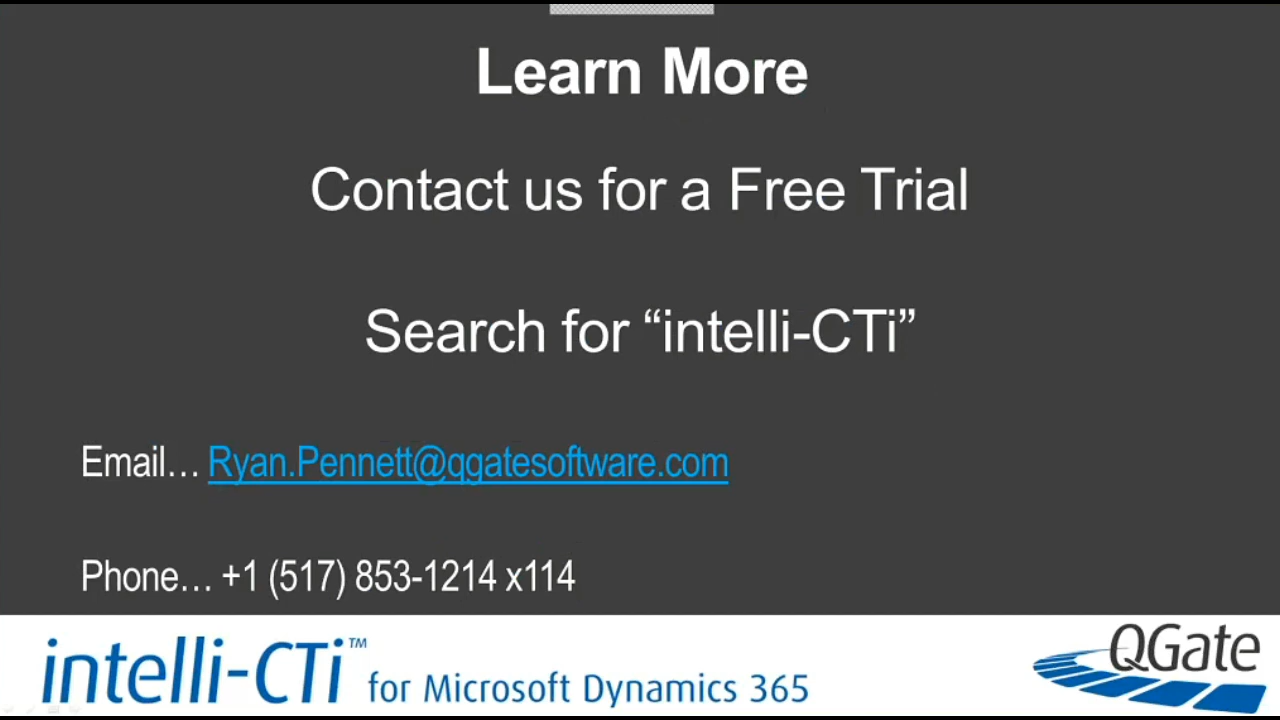 Learn More
Contact us for a Free Trial
Search for “intelli-CTi”
Email… Ryan.Pennett@qgatesoftware.com
Phone… +1 (517) 853-1214 x114
intelli-CTi™ for Microsoft Dynamics 365
QGate